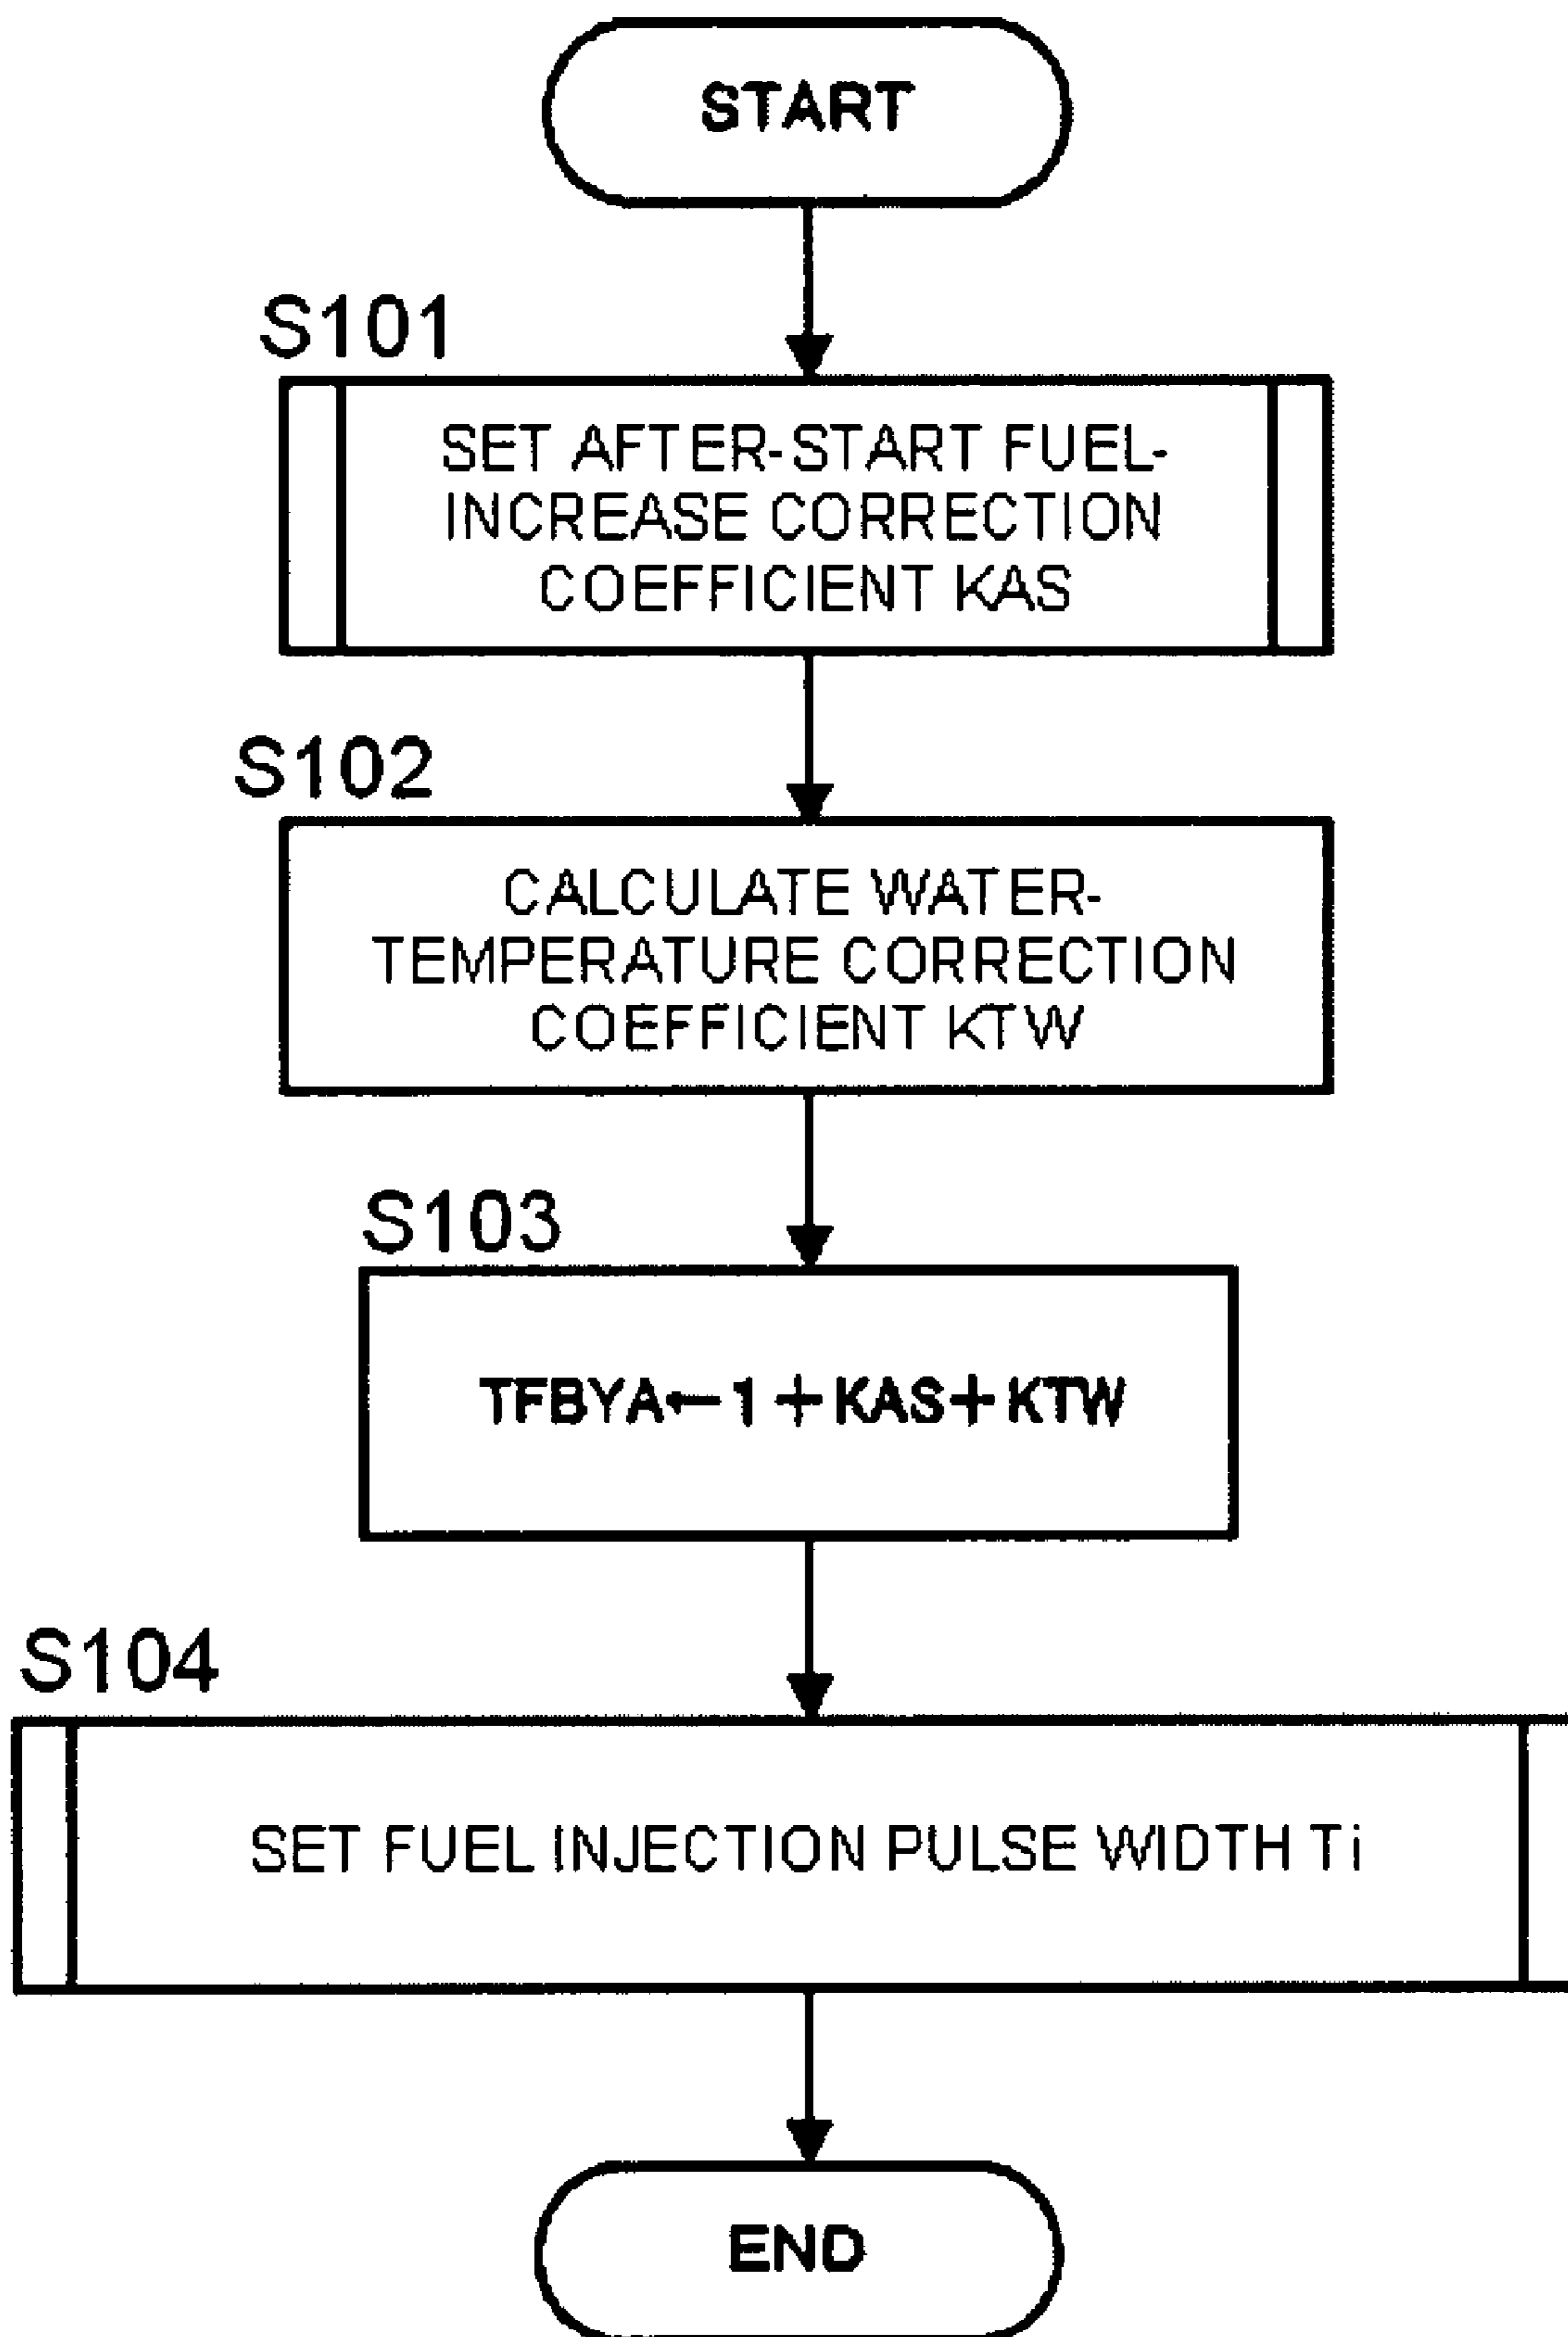 START
S101
SET AFTER-START FUEL-
INCREASE CORRECTION
COEFFICIENT KAS
S102
CALCULATE WATER-
TEMPERATURE CORRECTION
COEFFICIENT KTW
S103
TFBYA←1+KAS+KTW
S104
SET FUEL INJECTION PULSE WIDTH Ti
END